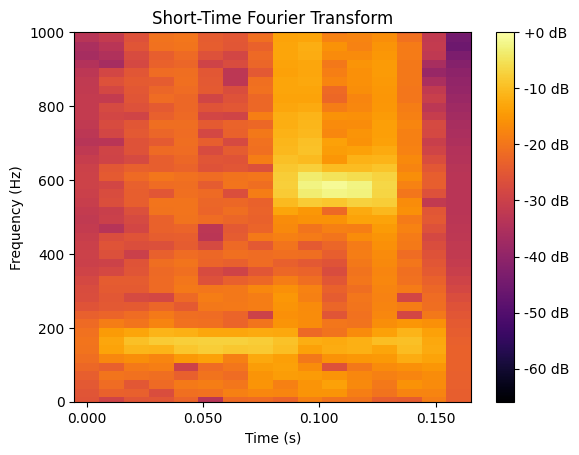 Short-Time Fourier Transform
Frequency (Hz)
1000
800
600
400
200
0
0.000
0.050
0.100
0.150
Time (s)
+0 dB
-10 dB
-20 dB
-30 dB
-40 dB
-50 dB
-60 dB